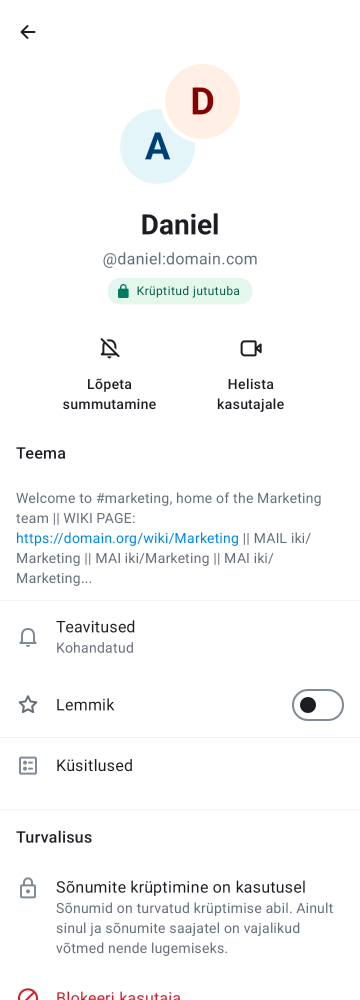 D
A
Daniel
@daniel:domain.com
Krüptitud jututuba
Lõpeta
summutamine
Helista
kasutajale
Teema
Welcome to #marketing, home of the Marketing
team || WIKI PAGE:
https://domain.org/wiki/Marketing || MAIL iki/
Marketing || MAI iki/Marketing || MAI iki/
Marketing...
Teavitused
Kohandatud
Lemmik
Küsitlused
Turvalisus
Sõnumite krüptimine on kasutusel
Sõnumid on turvatud krüptimise abil. Ainult
sinul ja sõnumite saajatel on vajalikud
võtmed nende lugemiseks.
Blokeeri kasutaja